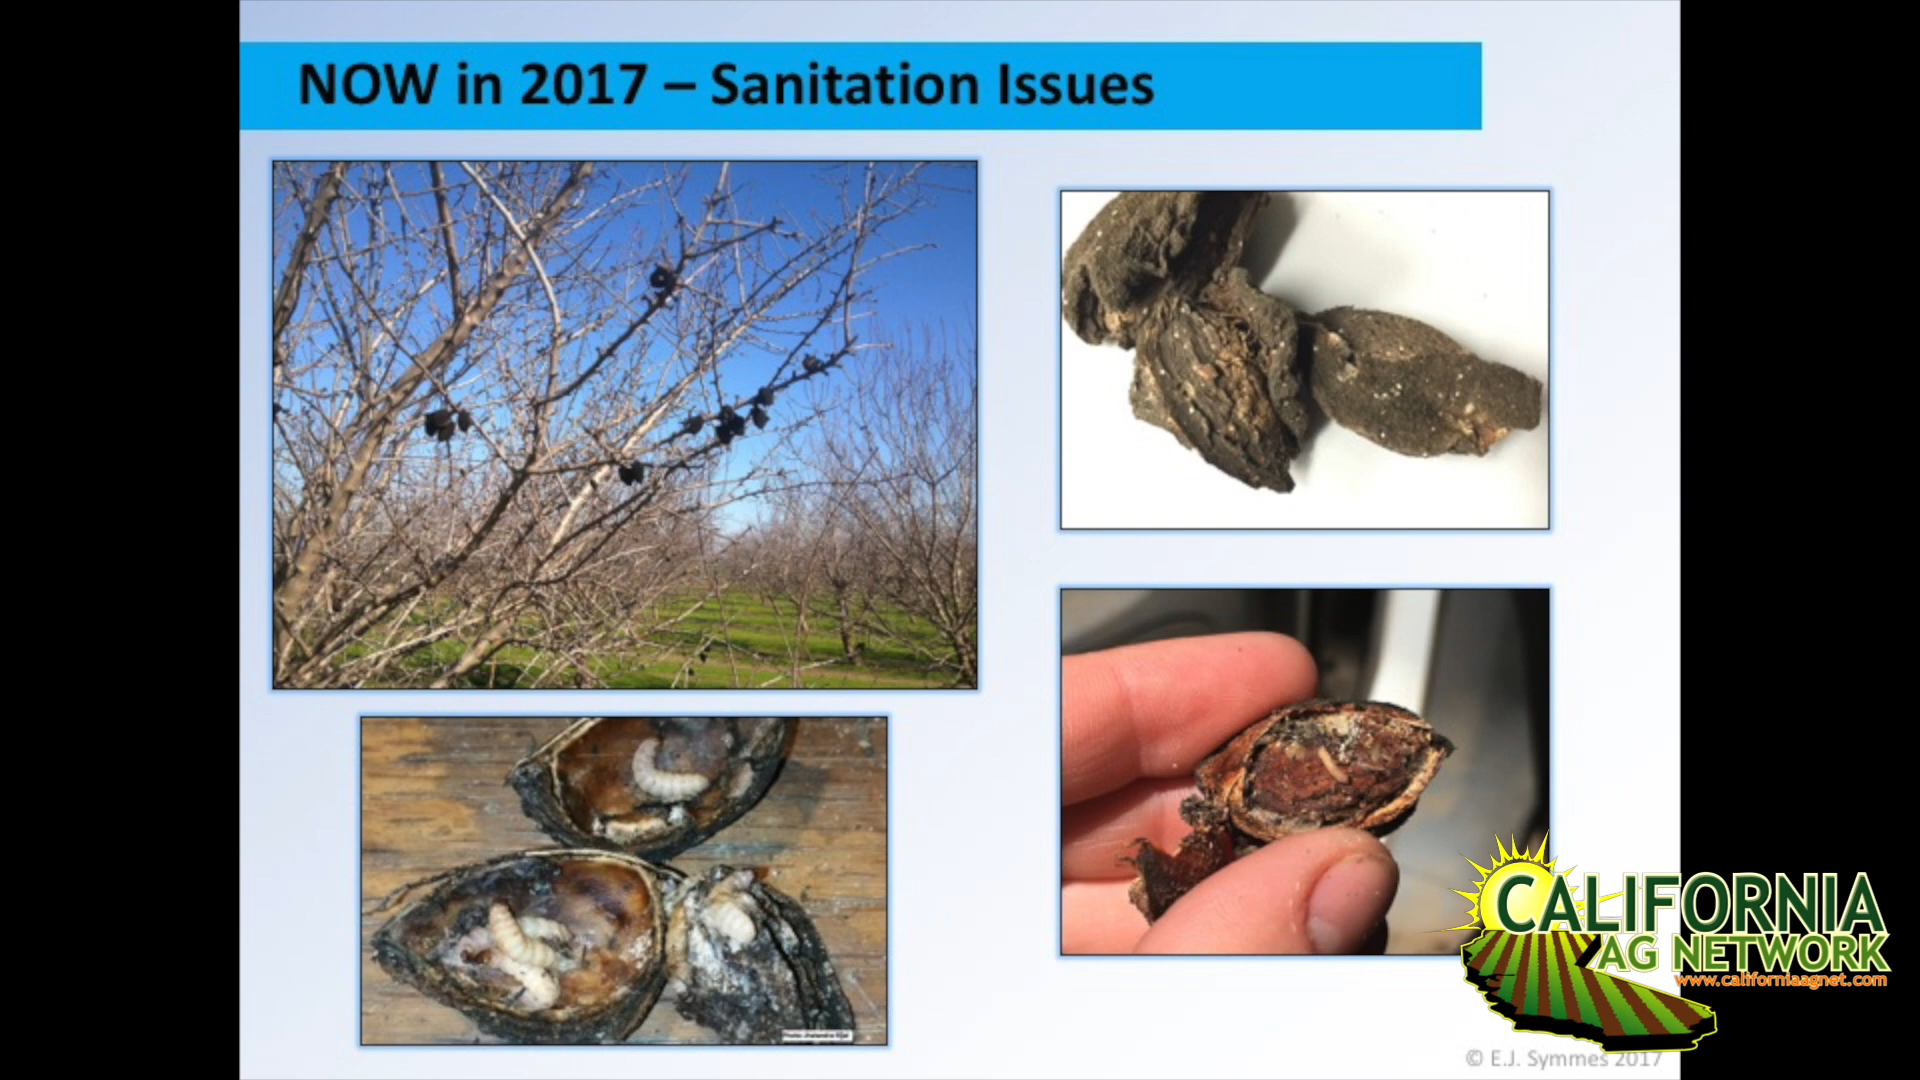 NOW in 2017 – Sanitation Issues
CALIFORNIA
AG NETWORK
www.californiaagnet.com
© E.J. Symmes 2017